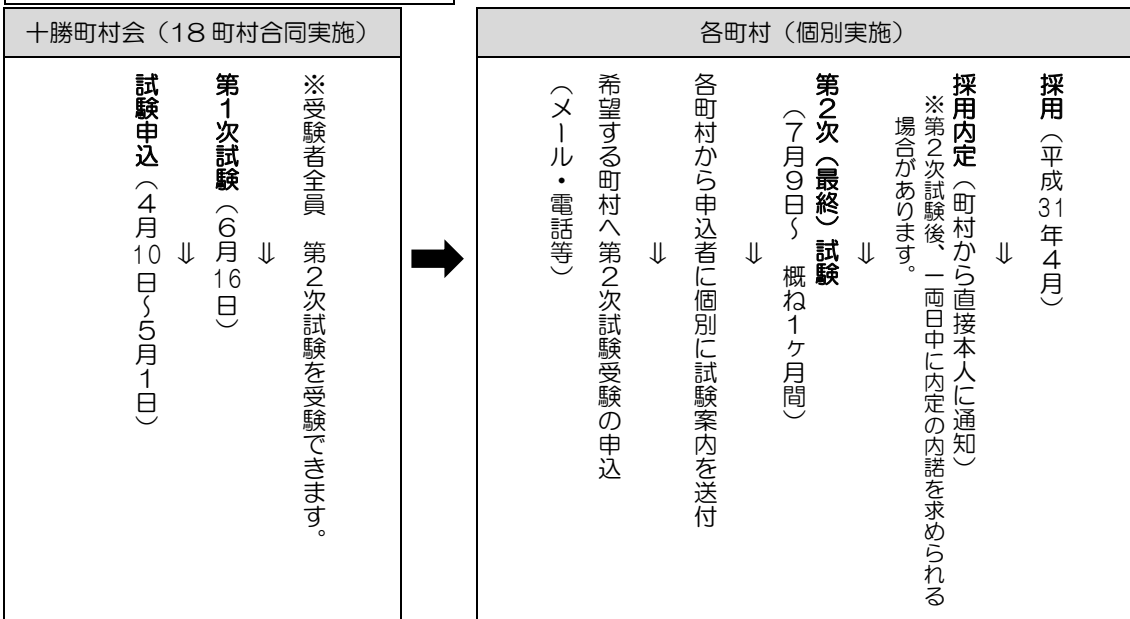 十勝町村会（18町村合同実施）
試験申込（4月10日～5月1日）
⇓
第1次試験（6月16日）
⇓
※受験者全員　第2次試験を受験できます。
➡
各町村（個別実施）
希望する町村へ第2次試験受験の申込
（メール・電話等）
⇓
各町村から申込者に個別に試験案内を送付
⇓
第2次（最終）試験
（7月9日～　概ね1ヶ月間）
⇓
採用内定（町村から直接本人に通知）
※第2次試験後、一両日中に内定の内諾を求められる
場合があります。
⇓
採用（平成31年4月）